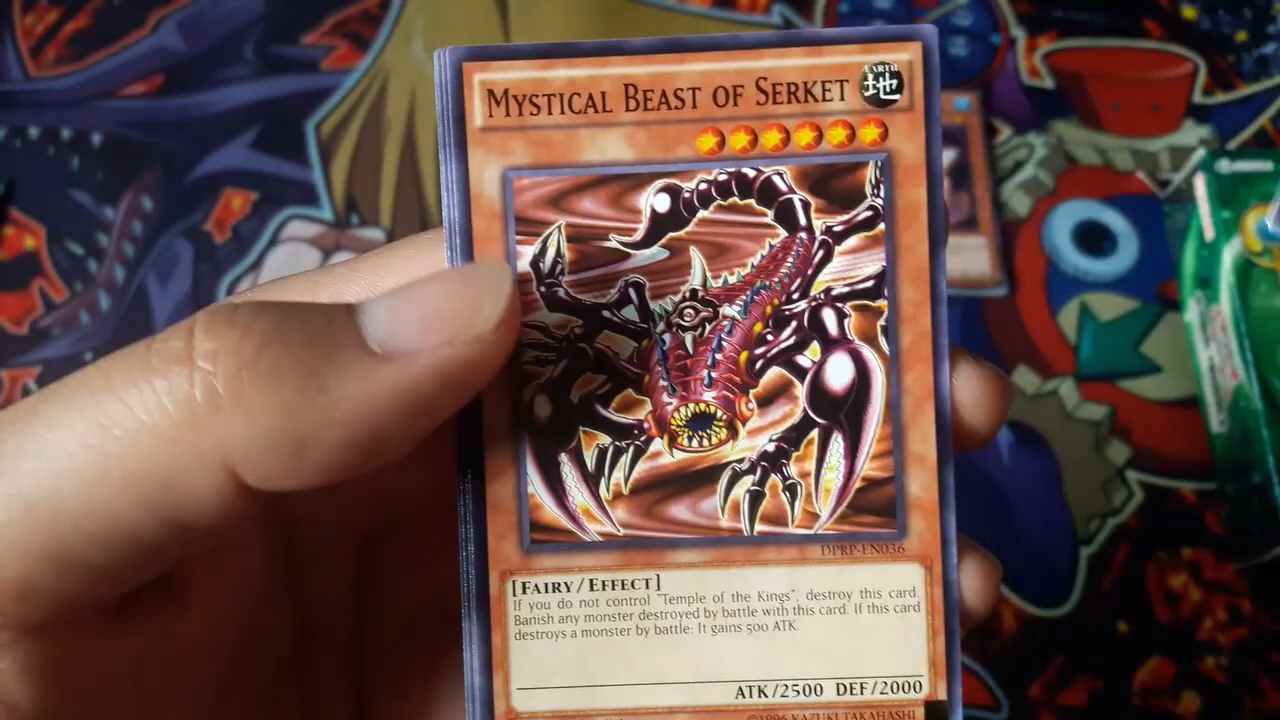 MYSTICAL BEAST OF SERKET
EARTH
地
DPRP-EN036
[FAIRY/EFFECT]
If you do not control "Temple of the Kings", destroy this card.
Banish any monster destroyed by battle with this card. If this card
destroys a monster by battle: It gains 500 ATK.
ATK/2500 DEF/2000
©1996 KAZUKI TAKAHASHI